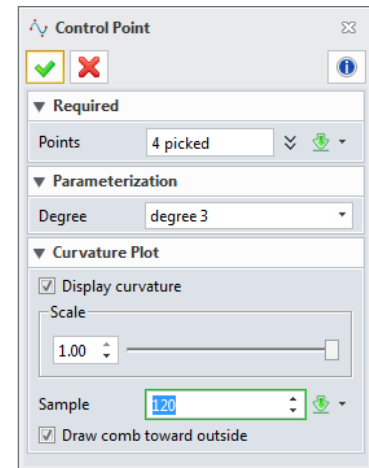 Control Point
Required
Points 4 picked
Parameterization
Degree degree 3
Curvature Plot
Display curvature
Scale
1.00
Sample 120
Draw comb toward outside